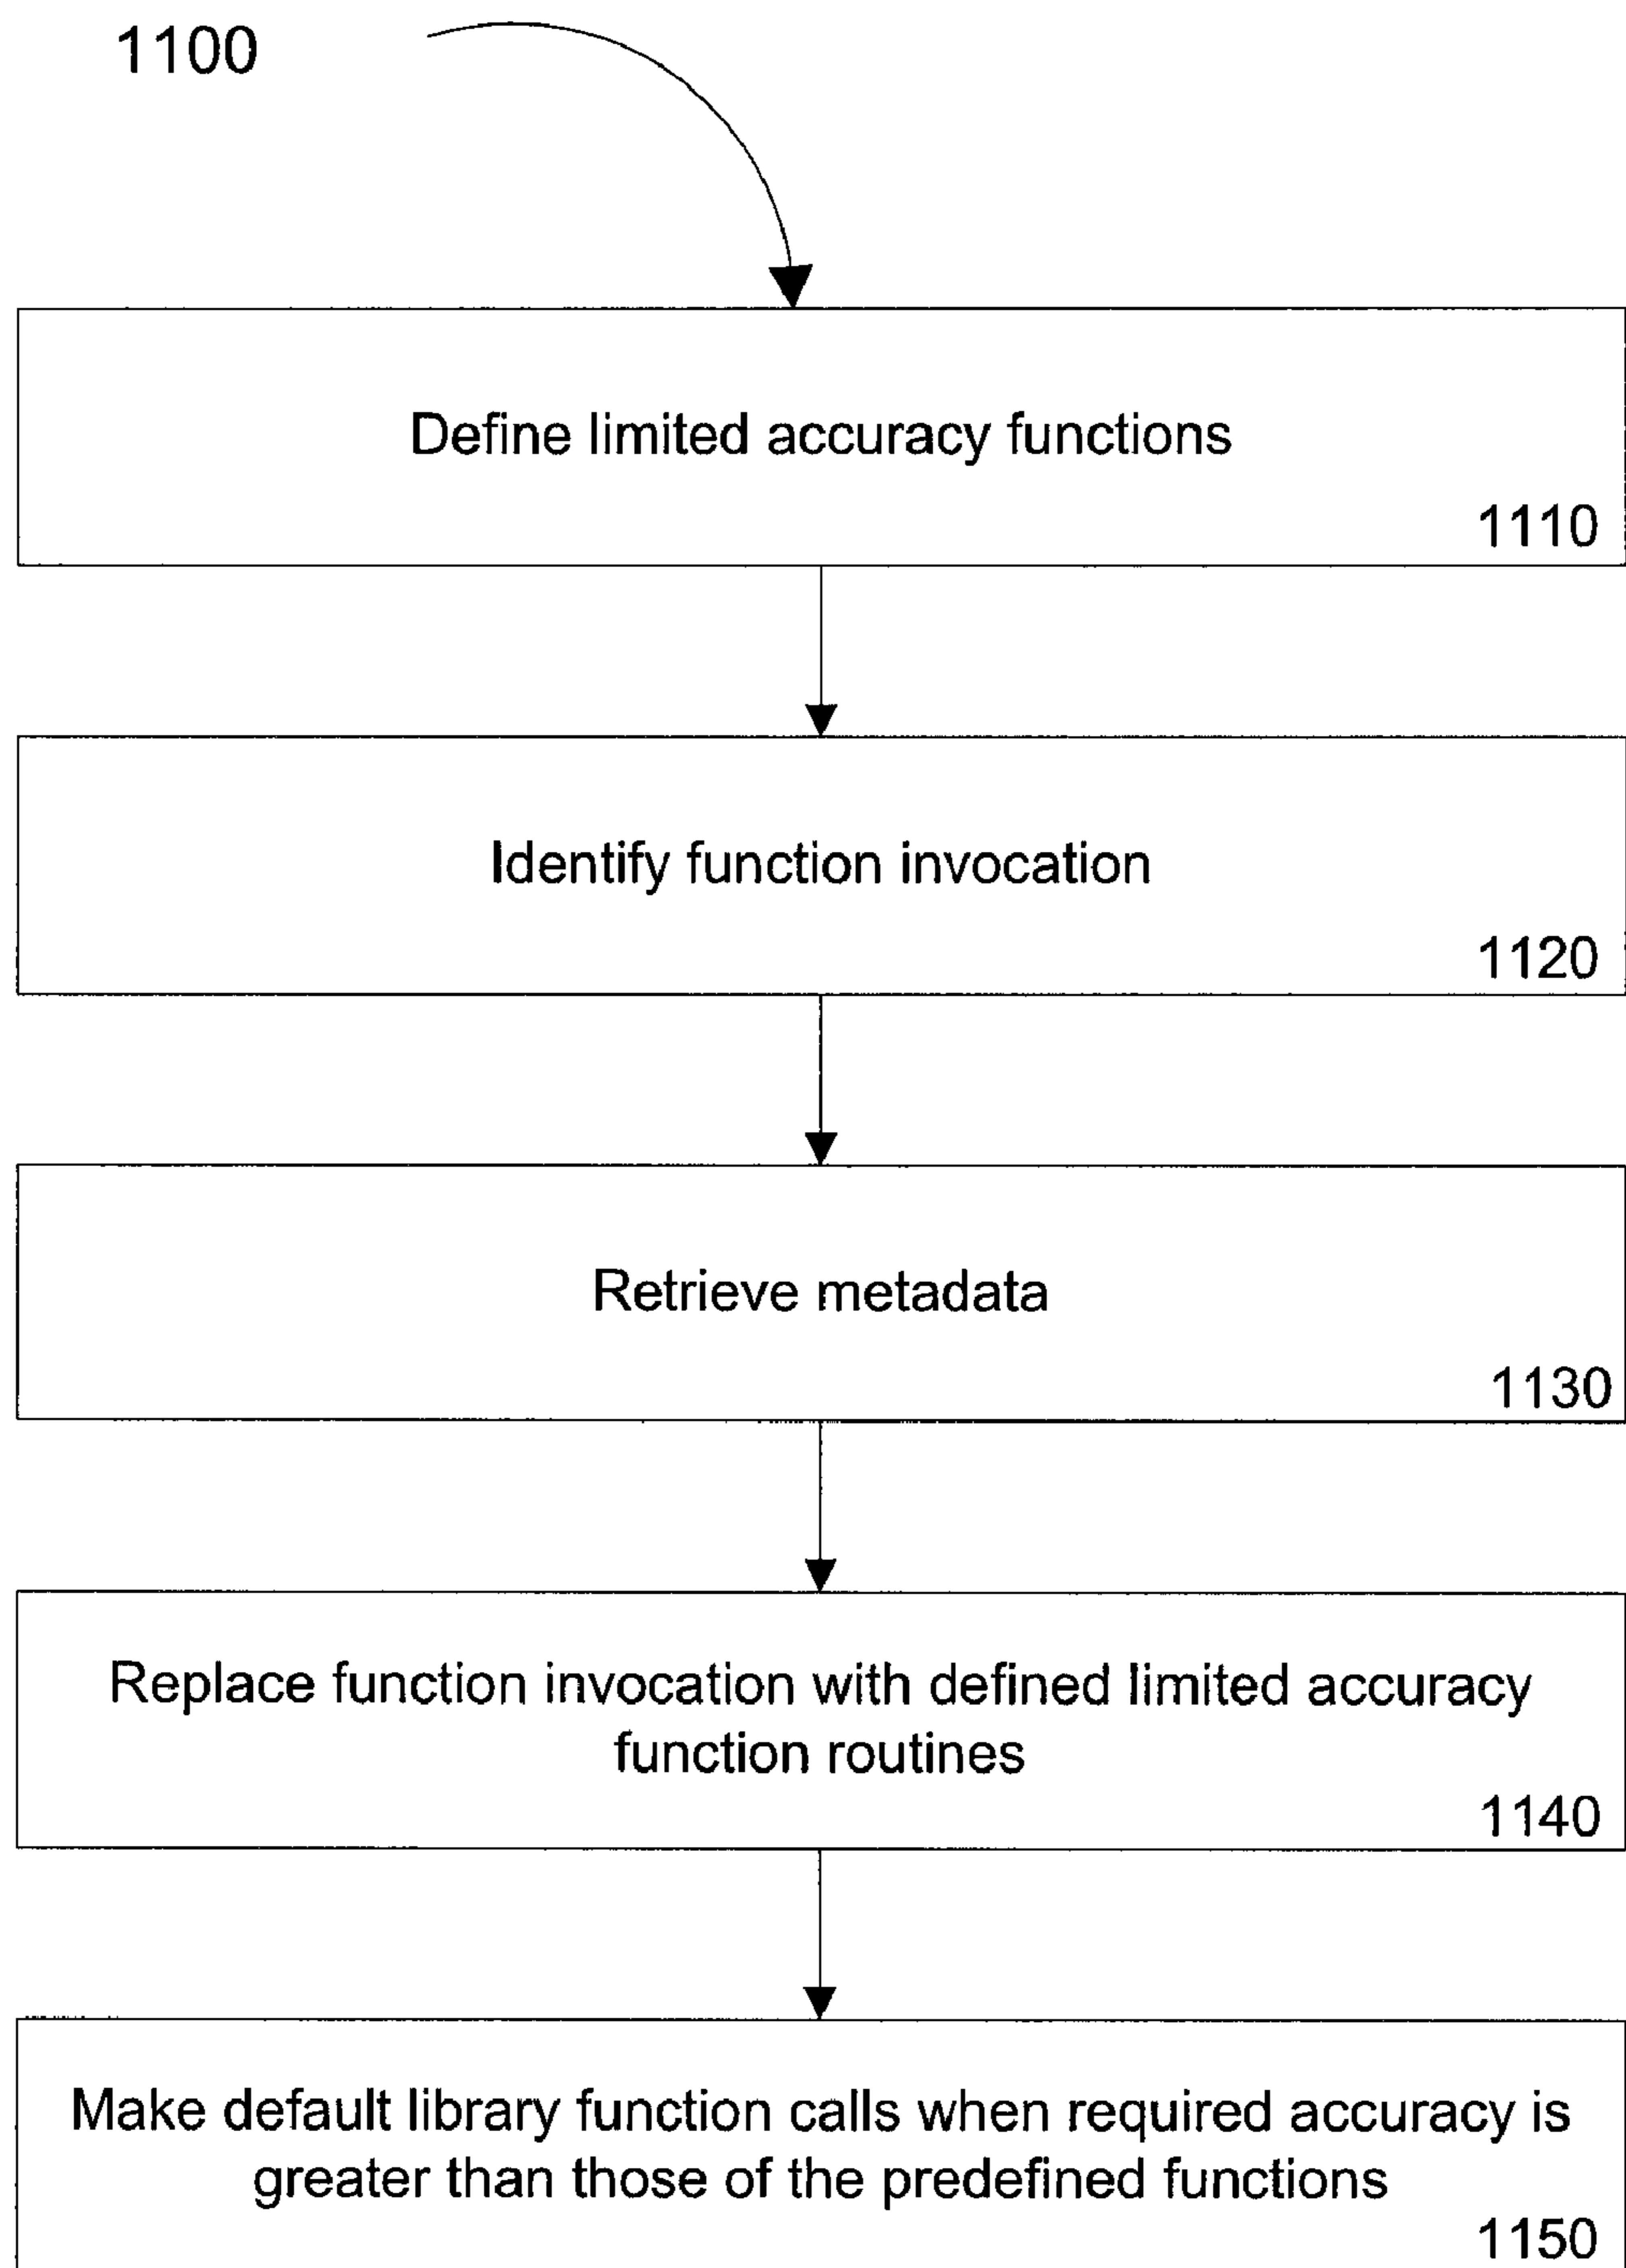 1100
Define limited accuracy functions
1110
Identify function invocation
1120
Retrieve metadata
1130
Replace function invocation with defined limited accuracy
function routines
1140
Make default library function calls when required accuracy is
greater than those of the predefined functions
1150